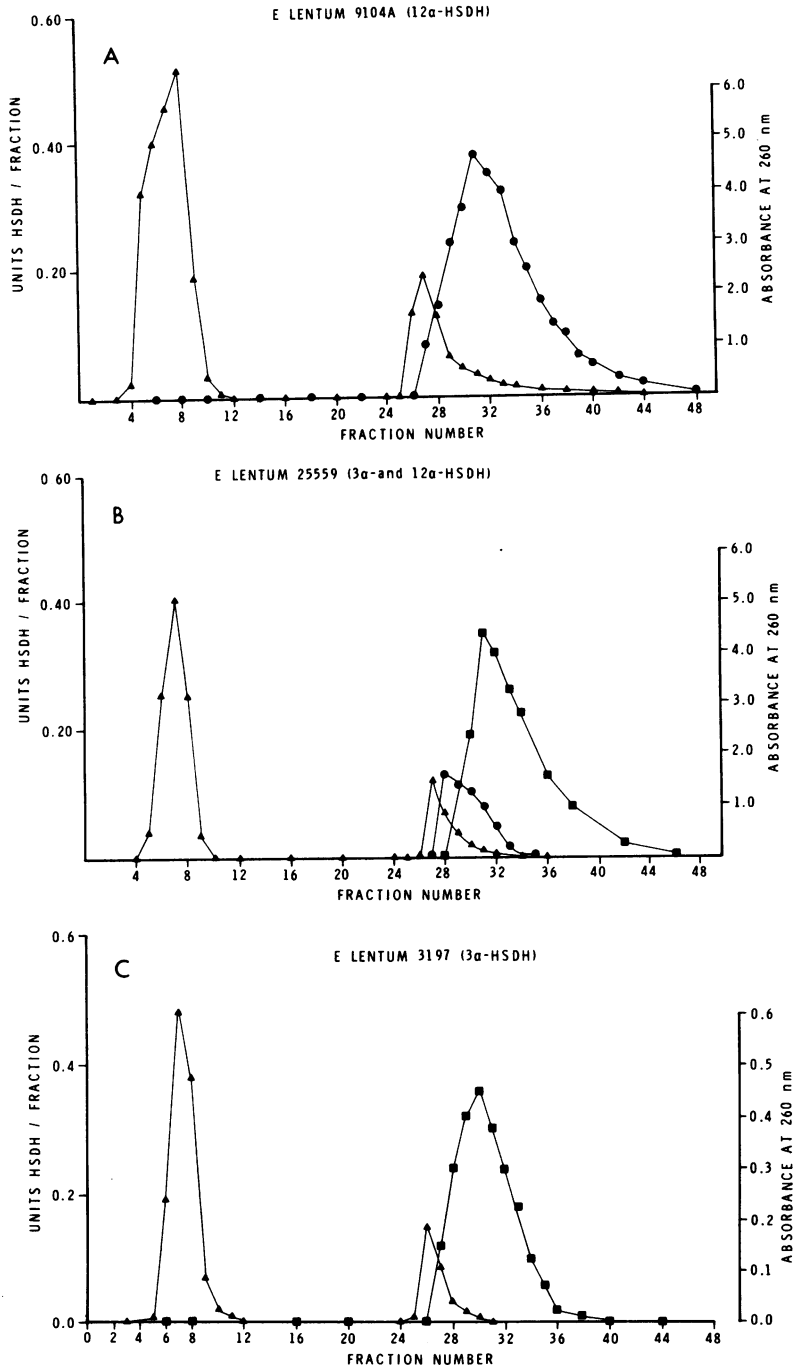 E LENTUM 9104A (12α-HSDH)
A
0.60
0.40
0.20
UNITS HSDH / FRACTION
6.0
5.0
4.0
3.0
2.0
1.0
ABSORBANCE AT 260 nm
4 8 12 16 20 24 28 32 36 40 44 48
FRACTION NUMBER
E LENTUM 25559 (3α-and 12α-HSDH)
B
0 60
0.40
0.20
UNITS HSDH / FRACTION
6.0
5.0
4.0
3.0
2.0
1.0
ABSORBANCE AT 260 nm
4 8 12 16 20 24 28 32 36 40 44 48
FRACTION NUMBER
E LENTUM 3197 (3α-HSDH)
C
0.6
0.4
0.2
0.0
UNITS HSDH / FRACTION
0.6
0.5
0.4
0.3
0.2
0.1
0.0
ABSORBANCE AT 260 nm
0 2 4 6 8 12 16 20 24 28 32 36 40 44 48
FRACTION NUMBER